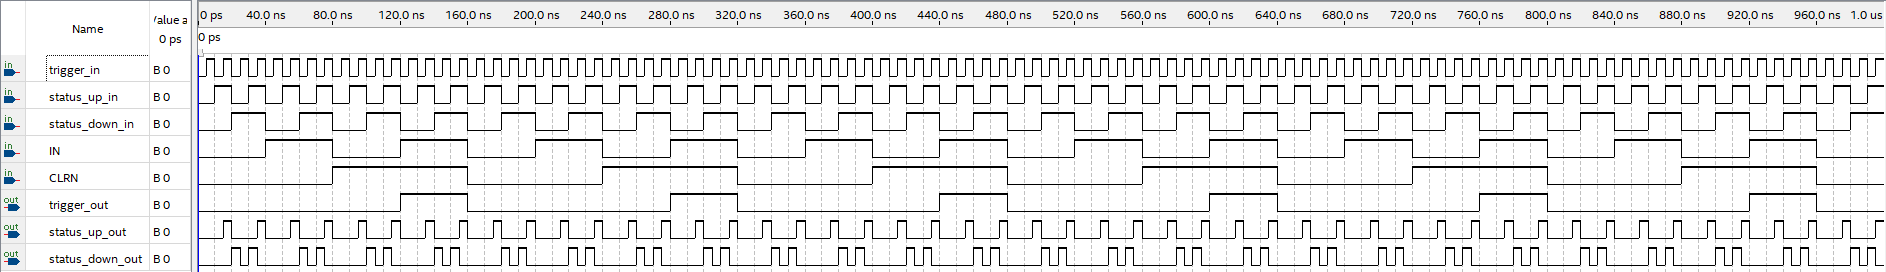 Name
/alue a
0 ps
0 ps 40.0 ns 80.0 ns 120.0 ns 160.0 ns 200.0 ns 240.0 ns 280.0 ns 320.0 ns 360.0 ns 400.0 ns 440.0 ns 480.0 ns 520.0 ns 560.0 ns 600.0 ns 640.0 ns 680.0 ns 720.0 ns 760.0 ns 800.0 ns 840.0 ns 880.0 ns 920.0 ns 960.0 ns 1.0 us
0 ps
in trigger_in B 0
in status_up_in B 0
in status_down_in B 0
in IN B 0
in CLRN B 0
out trigger_out B 0
out status_up_out B 0
out status_down_out B 0